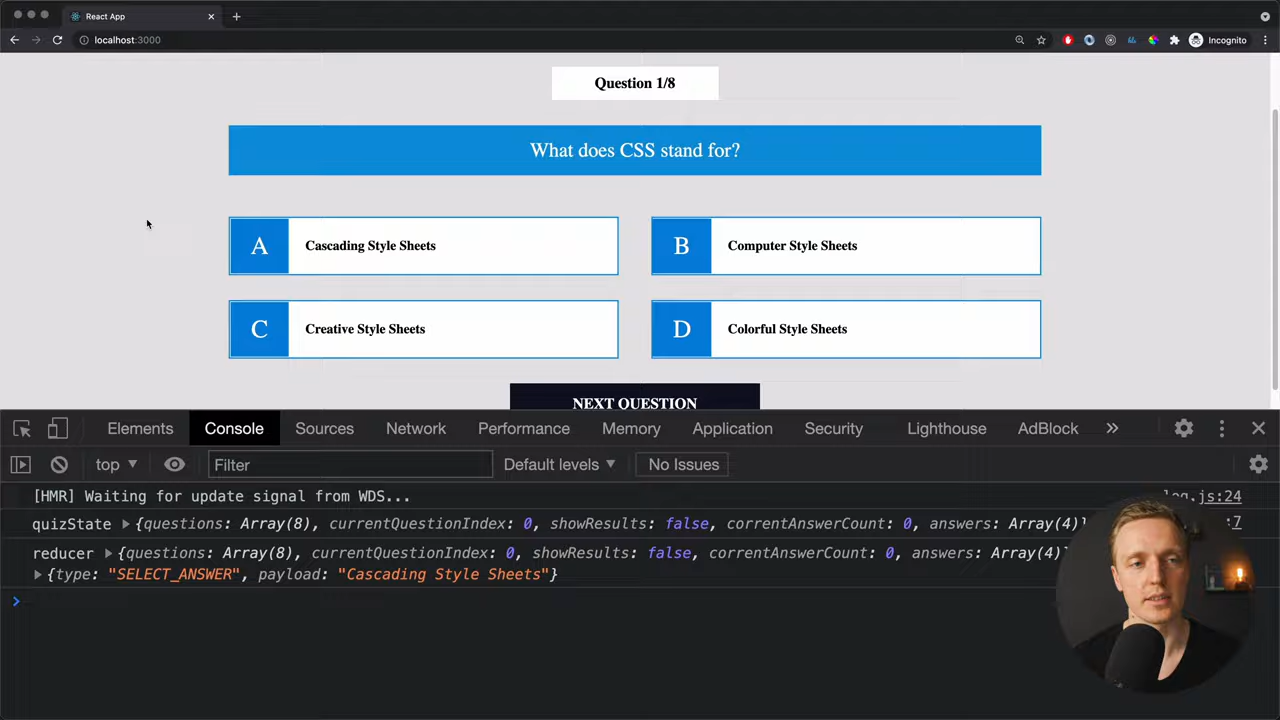 React App
localhost:3000
Incognito
Question 1/8
What does CSS stand for?
A Cascading Style Sheets
B Computer Style Sheets
C Creative Style Sheets
D Colorful Style Sheets
NEXT QUESTION
Elements Console Sources Network Performance Memory Application Security Lighthouse AdBlock
top Filter Default levels No Issues
[HMR] Waiting for update signal from WDS... log.js:24
quizState {questions: Array(8), currentQuestionIndex: 0, showResults: false, correntAnswerCount: 0, answers: Array(4)} :7
reducer {questions: Array(8), currentQuestionIndex: 0, showResults: false, correntAnswerCount: 0, answers: Array(4)}
{type: "SELECT_ANSWER", payload: "Cascading Style Sheets"}